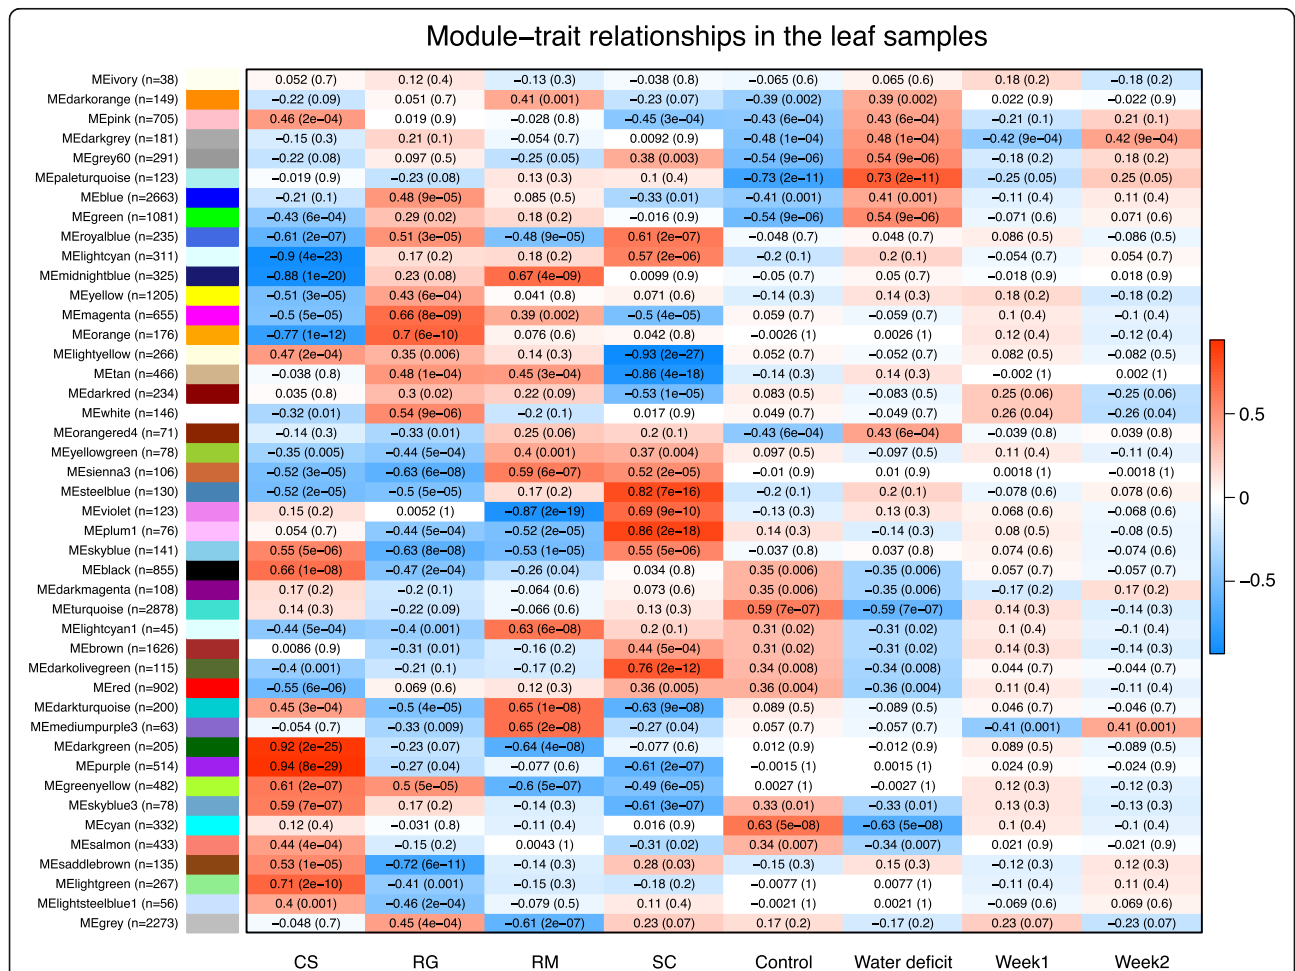 Module−trait relationships in the leaf samples
MEivory (n=38) 0.052 (0.7) 0.12 (0.4) −0.13 (0.3) −0.038 (0.8) −0.065 (0.6) 0.065 (0.6) 0.18 (0.2) −0.18 (0.2)
MEdarkorange (n=149) −0.22 (0.09) 0.051 (0.7) 0.41 (0.001) −0.23 (0.07) −0.39 (0.002) 0.39 (0.002) 0.022 (0.9) −0.022 (0.9)
MEpink (n=705) 0.46 (2e−04) 0.019 (0.9) −0.028 (0.8) −0.45 (3e−04) −0.43 (6e−04) 0.43 (6e−04) −0.21 (0.1) 0.21 (0.1)
MEdarkgrey (n=181) −0.15 (0.3) 0.21 (0.1) −0.054 (0.7) 0.0092 (0.9) −0.48 (1e−04) 0.48 (1e−04) −0.42 (9e−04) 0.42 (9e−04)
MEgrey60 (n=291) −0.22 (0.08) 0.097 (0.5) −0.25 (0.05) 0.38 (0.003) −0.54 (9e−06) 0.54 (9e−06) −0.18 (0.2) 0.18 (0.2)
MEpaleturquoise (n=123) −0.019 (0.9) −0.23 (0.08) 0.13 (0.3) 0.1 (0.4) −0.73 (2e−11) 0.73 (2e−11) −0.25 (0.05) 0.25 (0.05)
MEblue (n=2663) −0.21 (0.1) 0.48 (9e−05) 0.085 (0.5) −0.33 (0.01) −0.41 (0.001) 0.41 (0.001) −0.11 (0.4) 0.11 (0.4)
MEgreen (n=1081) −0.43 (6e−04) 0.29 (0.02) 0.18 (0.2) −0.016 (0.9) −0.54 (9e−06) 0.54 (9e−06) −0.071 (0.6) 0.071 (0.6)
MEroyalblue (n=235) −0.61 (2e−07) 0.51 (3e−05) −0.48 (9e−05) 0.61 (2e−07) −0.048 (0.7) 0.048 (0.7) 0.086 (0.5) −0.086 (0.5)
MElightcyan (n=311) −0.9 (4e−23) 0.17 (0.2) 0.18 (0.2) 0.57 (2e−06) −0.2 (0.1) 0.2 (0.1) −0.054 (0.7) 0.054 (0.7)
MEmidnightblue (n=325) −0.88 (1e−20) 0.23 (0.08) 0.67 (4e−09) 0.0099 (0.9) −0.05 (0.7) 0.05 (0.7) −0.018 (0.9) 0.018 (0.9)
MEyellow (n=1205) −0.51 (3e−05) 0.43 (6e−04) 0.041 (0.8) 0.071 (0.6) −0.14 (0.3) 0.14 (0.3) 0.18 (0.2) −0.18 (0.2)
MEmagenta (n=655) −0.5 (5e−05) 0.66 (8e−09) 0.39 (0.002) −0.5 (4e−05) 0.059 (0.7) −0.059 (0.7) 0.1 (0.4) −0.1 (0.4)
MEorange (n=176) −0.77 (1e−12) 0.7 (6e−10) 0.076 (0.6) 0.042 (0.8) −0.0026 (1) 0.0026 (1) 0.12 (0.4) −0.12 (0.4)
MElightyellow (n=266) 0.47 (2e−04) 0.35 (0.006) 0.14 (0.3) −0.93 (2e−27) 0.052 (0.7) −0.052 (0.7) 0.082 (0.5) −0.082 (0.5)
MEtan (n=466) −0.038 (0.8) 0.48 (1e−04) 0.45 (3e−04) −0.86 (4e−18) −0.14 (0.3) 0.14 (0.3) −0.002 (1) 0.002 (1)
MEdarkred (n=234) 0.035 (0.8) 0.3 (0.02) 0.22 (0.09) −0.53 (1e−05) 0.083 (0.5) −0.083 (0.5) 0.25 (0.06) −0.25 (0.06)
MEwhite (n=146) −0.32 (0.01) 0.54 (9e−06) −0.2 (0.1) 0.017 (0.9) 0.049 (0.7) −0.049 (0.7) 0.26 (0.04) −0.26 (0.04)
MEorangered4 (n=71) −0.14 (0.3) −0.33 (0.01) 0.25 (0.06) 0.2 (0.1) −0.43 (6e−04) 0.43 (6e−04) −0.039 (0.8) 0.039 (0.8)
MEyellowgreen (n=78) −0.35 (0.005) −0.44 (5e−04) 0.4 (0.001) 0.37 (0.004) 0.097 (0.5) −0.097 (0.5) 0.11 (0.4) −0.11 (0.4)
MEsienna3 (n=106) −0.52 (3e−05) −0.63 (6e−08) 0.59 (6e−07) 0.52 (2e−05) −0.01 (0.9) 0.01 (0.9) 0.0018 (1) −0.0018 (1)
MEsteelblue (n=130) −0.52 (2e−05) −0.5 (5e−05) 0.17 (0.2) 0.82 (7e−16) −0.2 (0.1) 0.2 (0.1) −0.078 (0.6) 0.078 (0.6)
MEviolet (n=123) 0.15 (0.2) 0.0052 (1) −0.87 (2e−19) 0.69 (9e−10) −0.13 (0.3) 0.13 (0.3) 0.068 (0.6) −0.068 (0.6)
MEplum1 (n=76) 0.054 (0.7) −0.44 (5e−04) −0.52 (2e−05) 0.86 (2e−18) 0.14 (0.3) −0.14 (0.3) 0.08 (0.5) −0.08 (0.5)
MEskyblue (n=141) 0.55 (5e−06) −0.63 (8e−08) −0.53 (1e−05) 0.55 (5e−06) −0.037 (0.8) 0.037 (0.8) 0.074 (0.6) −0.074 (0.6)
MEblack (n=855) 0.66 (1e−08) −0.47 (2e−04) −0.26 (0.04) 0.034 (0.8) 0.35 (0.006) −0.35 (0.006) 0.057 (0.7) −0.057 (0.7)
MEdarkmagenta (n=108) 0.17 (0.2) −0.2 (0.1) −0.064 (0.6) 0.073 (0.6) 0.35 (0.006) −0.35 (0.006) −0.17 (0.2) 0.17 (0.2)
MEturquoise (n=2878) 0.14 (0.3) −0.22 (0.09) −0.066 (0.6) 0.13 (0.3) 0.59 (7e−07) −0.59 (7e−07) 0.14 (0.3) −0.14 (0.3)
MElightcyan1 (n=45) −0.44 (5e−04) −0.4 (0.001) 0.63 (6e−08) 0.2 (0.1) 0.31 (0.02) −0.31 (0.02) 0.1 (0.4) −0.1 (0.4)
MEbrown (n=1626) 0.0086 (0.9) −0.31 (0.01) −0.16 (0.2) 0.44 (5e−04) 0.31 (0.02) −0.31 (0.02) 0.14 (0.3) −0.14 (0.3)
MEdarkolivegreen (n=115) −0.4 (0.001) −0.21 (0.1) −0.17 (0.2) 0.76 (2e−12) 0.34 (0.008) −0.34 (0.008) 0.044 (0.7) −0.044 (0.7)
MEred (n=902) −0.55 (6e−06) 0.069 (0.6) 0.12 (0.3) 0.36 (0.005) 0.36 (0.004) −0.36 (0.004) 0.11 (0.4) −0.11 (0.4)
MEdarkturquoise (n=200) 0.45 (3e−04) −0.5 (4e−05) 0.65 (1e−08) −0.63 (9e−08) 0.089 (0.5) −0.089 (0.5) 0.046 (0.7) −0.046 (0.7)
MEmediumpurple3 (n=63) −0.054 (0.7) −0.33 (0.009) 0.65 (2e−08) −0.27 (0.04) 0.057 (0.7) −0.057 (0.7) −0.41 (0.001) 0.41 (0.001)
MEdarkgreen (n=205) 0.92 (2e−25) −0.23 (0.07) −0.64 (4e−08) −0.077 (0.6) 0.012 (0.9) −0.012 (0.9) 0.089 (0.5) −0.089 (0.5)
MEpurple (n=514) 0.94 (8e−29) −0.27 (0.04) −0.077 (0.6) −0.61 (2e−07) −0.0015 (1) 0.0015 (1) 0.024 (0.9) −0.024 (0.9)
MEgreenyellow (n=482) 0.61 (2e−07) 0.5 (5e−05) −0.6 (5e−07) −0.49 (6e−05) 0.0027 (1) −0.0027 (1) 0.12 (0.3) −0.12 (0.3)
MEskyblue3 (n=78) 0.59 (7e−07) 0.17 (0.2) −0.14 (0.3) −0.61 (3e−07) 0.33 (0.01) −0.33 (0.01) 0.13 (0.3) −0.13 (0.3)
MEcyan (n=332) 0.12 (0.4) −0.031 (0.8) −0.11 (0.4) 0.016 (0.9) 0.63 (5e−08) −0.63 (5e−08) 0.1 (0.4) −0.1 (0.4)
MEsalmon (n=433) 0.44 (4e−04) −0.15 (0.2) 0.0043 (1) −0.31 (0.02) 0.34 (0.007) −0.34 (0.007) 0.021 (0.9) −0.021 (0.9)
MEsaddlebrown (n=135) 0.53 (1e−05) −0.72 (6e−11) −0.14 (0.3) 0.28 (0.03) −0.15 (0.3) 0.15 (0.3) −0.12 (0.3) 0.12 (0.3)
MElightgreen (n=267) 0.71 (2e−10) −0.41 (0.001) −0.15 (0.3) −0.18 (0.2) −0.0077 (1) 0.0077 (1) −0.11 (0.4) 0.11 (0.4)
MElightsteelblue1 (n=56) 0.4 (0.001) −0.46 (2e−04) −0.079 (0.5) 0.11 (0.4) −0.0021 (1) 0.0021 (1) −0.069 (0.6) 0.069 (0.6)
MEgrey (n=2273) −0.048 (0.7) 0.45 (4e−04) −0.61 (2e−07) 0.23 (0.07) 0.17 (0.2) −0.17 (0.2) 0.23 (0.07) −0.23 (0.07)
CS RG RM SC Control Water deficit Week1 Week2
0.5
0
−0.5